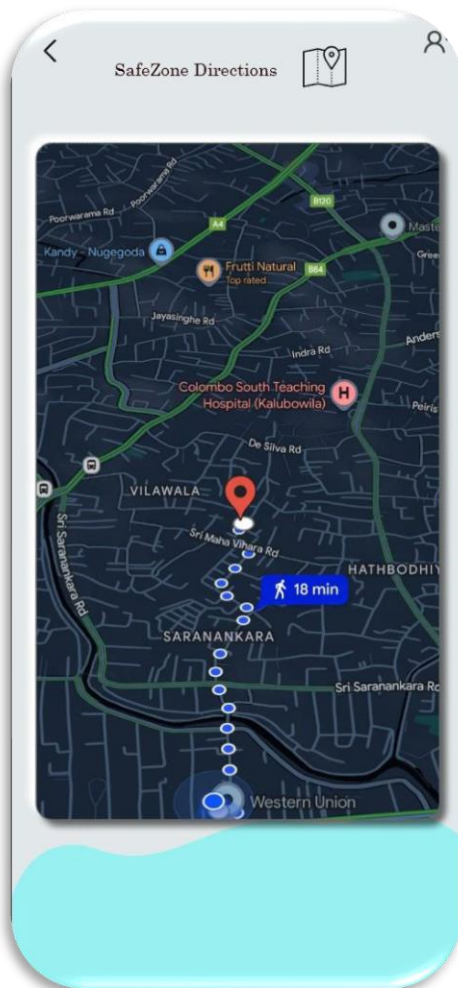 SafeZone Directions
Poorwarama Rd
Poorwarama Rd
B120
A4
Kandy - Nugegoda
Frutti Natural
Top rated
B84
Jayasinghe Rd
Indra Rd
Colombo South Teaching
Hospital (Kalubowila)
Peiris
De Silva Rd
VILAWALA
Sri Saranankara Rd
Sri Maha Vihara Rd
HATHBODHIY
18 min
SARANANKARA
Sri Saranankara Rd
Western Union